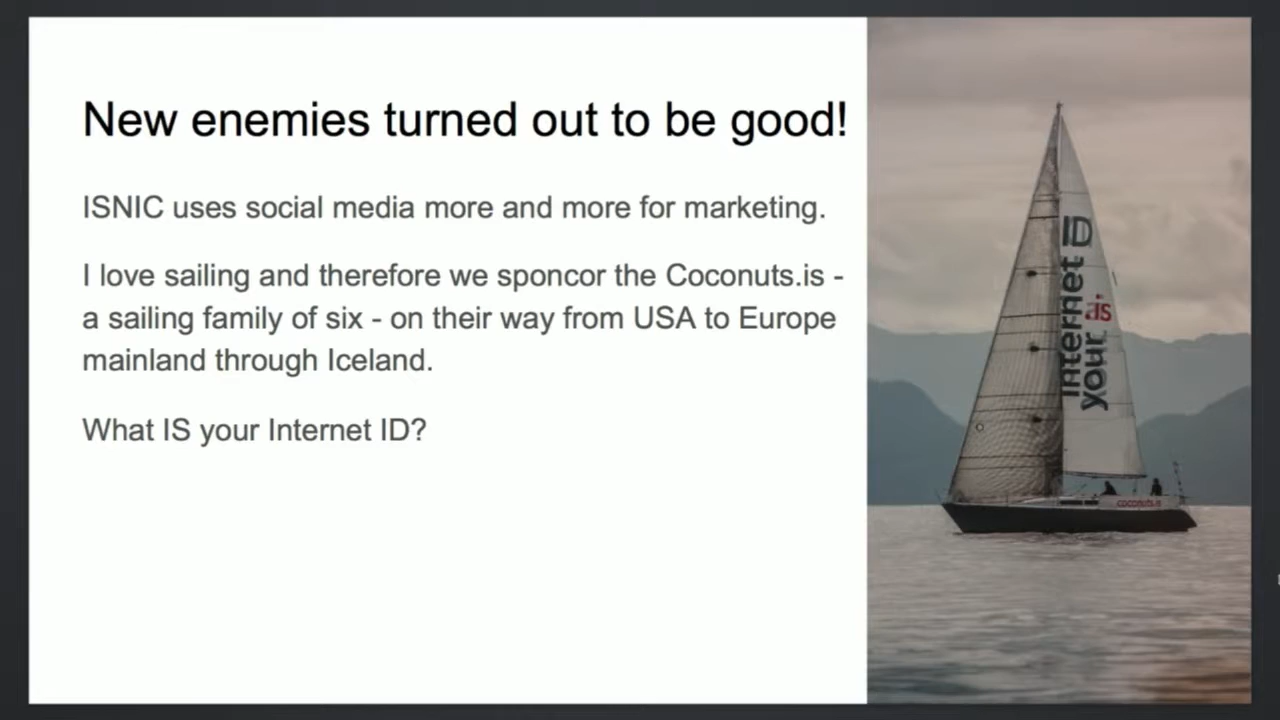 New enemies turned out to be good!
ISNIC uses social media more and more for marketing.
I love sailing and therefore we sponcor the Coconuts.is -
a sailing family of six - on their way from USA to Europe
mainland through Iceland.
What IS your Internet ID?
.is
your Internet ID
coconuts.is